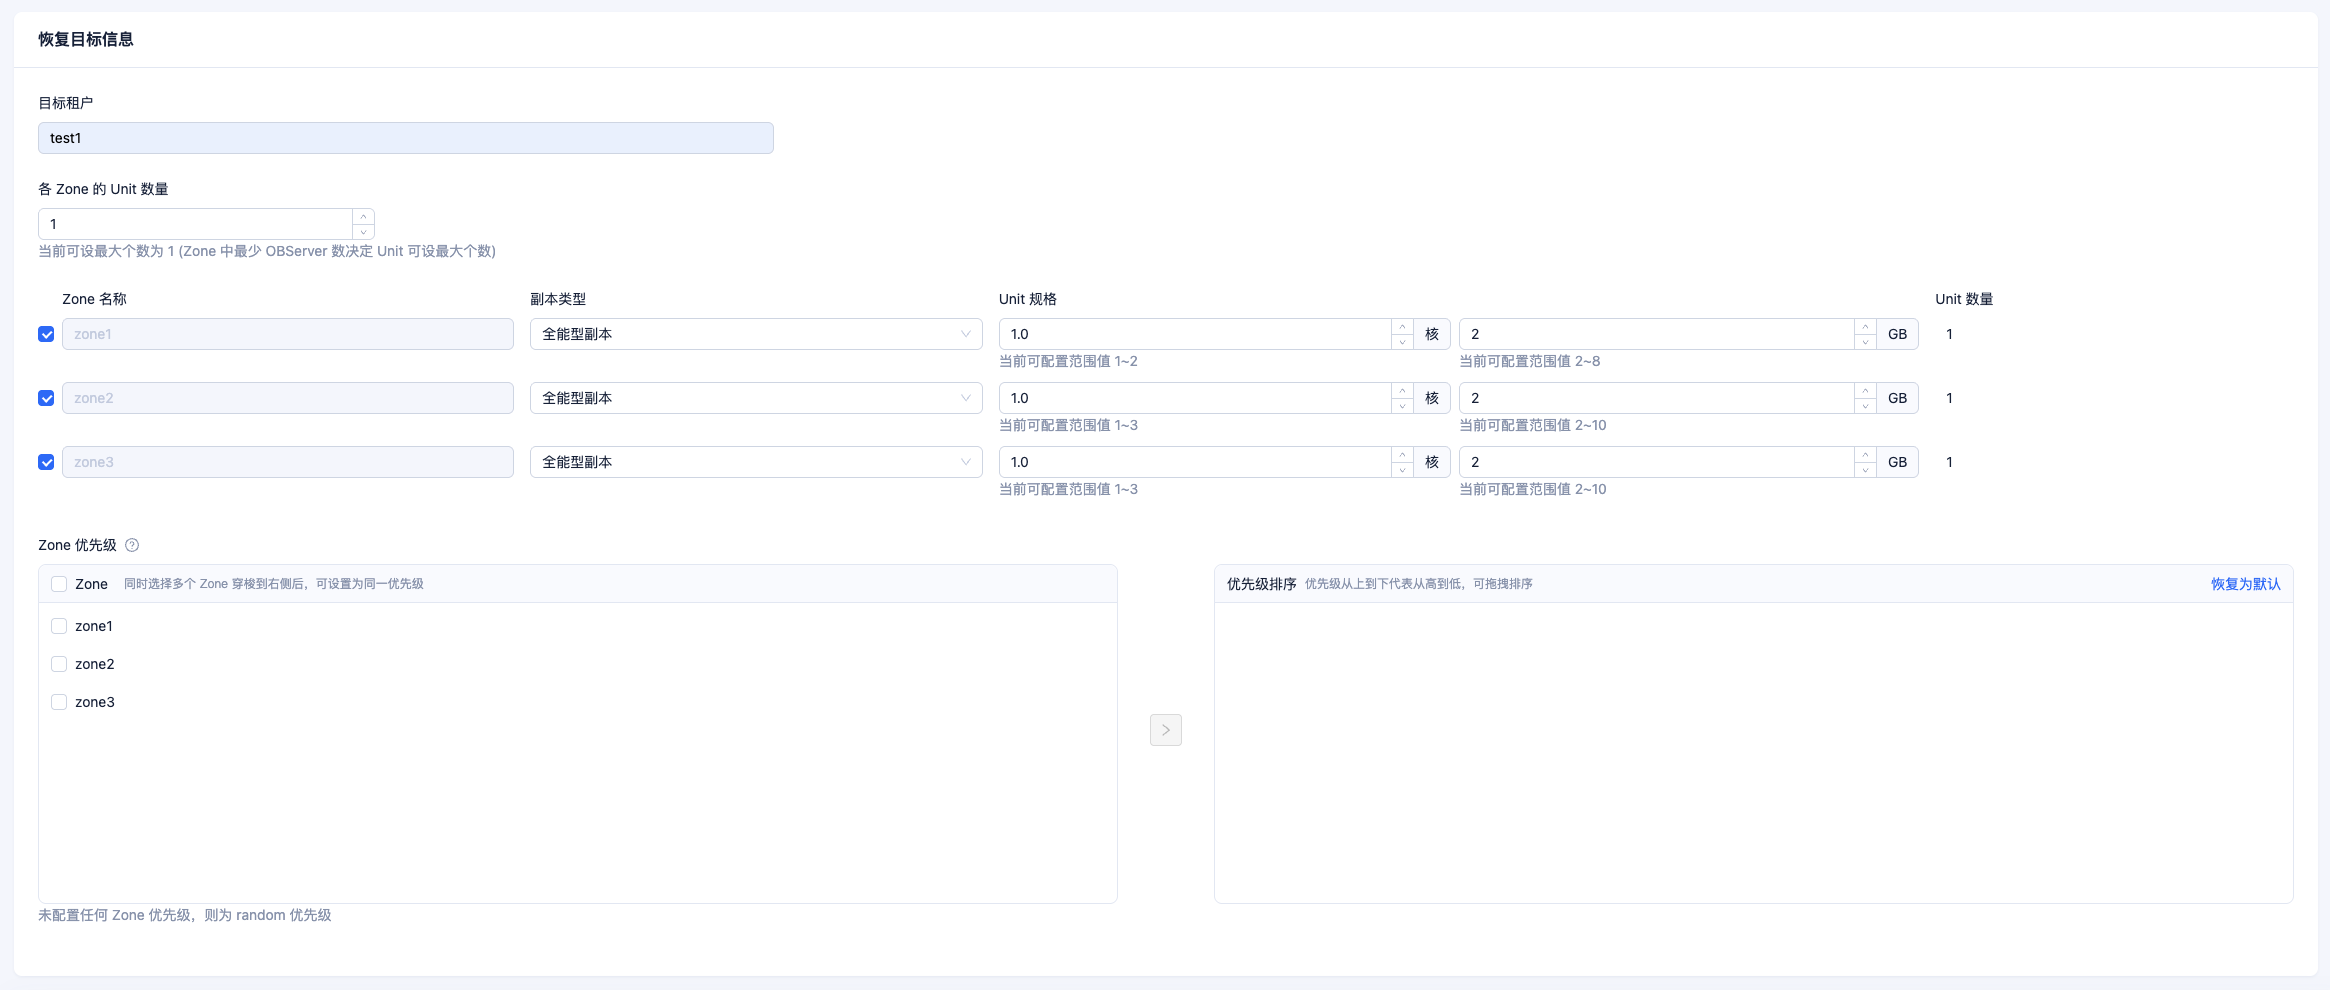 恢复目标信息
目标租户
test1
各 Zone 的 Unit 数量
1
当前可设最大个数为 1 (Zone 中最少 OBServer 数决定 Unit 可设最大个数)
Zone 名称 副本类型 Unit 规格 Unit 数量
zone1 全能型副本 1.0 核 2 GB 1
当前可配置范围值 1~2 当前可配置范围值 2~8
zone2 全能型副本 1.0 核 2 GB 1
当前可配置范围值 1~3 当前可配置范围值 2~10
zone3 全能型副本 1.0 核 2 GB 1
当前可配置范围值 1~3 当前可配置范围值 2~10
Zone 优先级 ?
Zone 同时选择多个 Zone 穿梭到右侧后，可设置为同一优先级
zone1
zone2
zone3
优先级排序 优先级从上到下代表从高到低，可拖拽排序 恢复为默认
未配置任何 Zone 优先级，则为 random 优先级